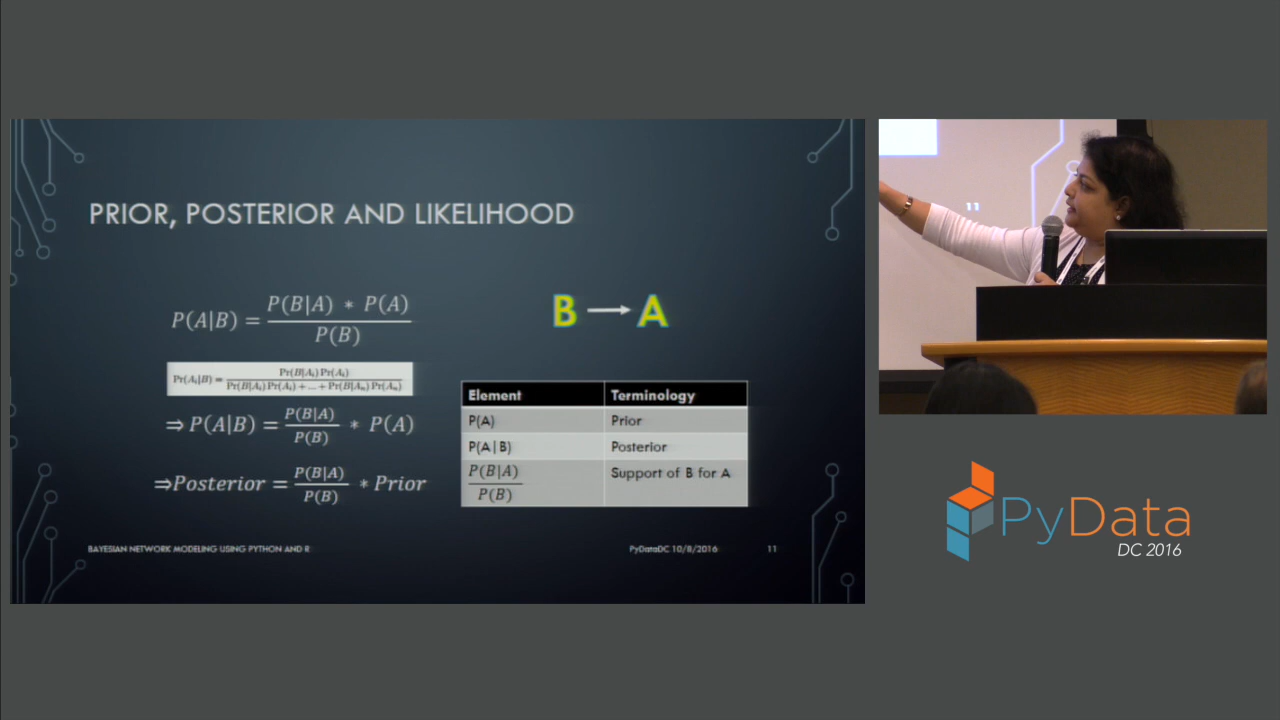 PRIOR, POSTERIOR AND LIKELIHOOD
P(A|B) = P(B|A) * P(A) / P(B)
Pr(A_i|B) = Pr(B|A_i) Pr(A_i) / Pr(B|A_1) Pr(A_1) + ... + Pr(B|A_n) Pr(A_n)
⇒ P(A|B) = P(B|A) / P(B) * P(A)
⇒Posterior = P(B|A) / P(B) * Prior
B → A
Element Terminology
P(A) Prior
P(A|B) Posterior
P(B|A) / P(B) Support of B for A
BAYESIAN NETWORK MODELING USING PYTHON AND R
PyDataDC 10/8/2016
11
11
PyData
DC 2016